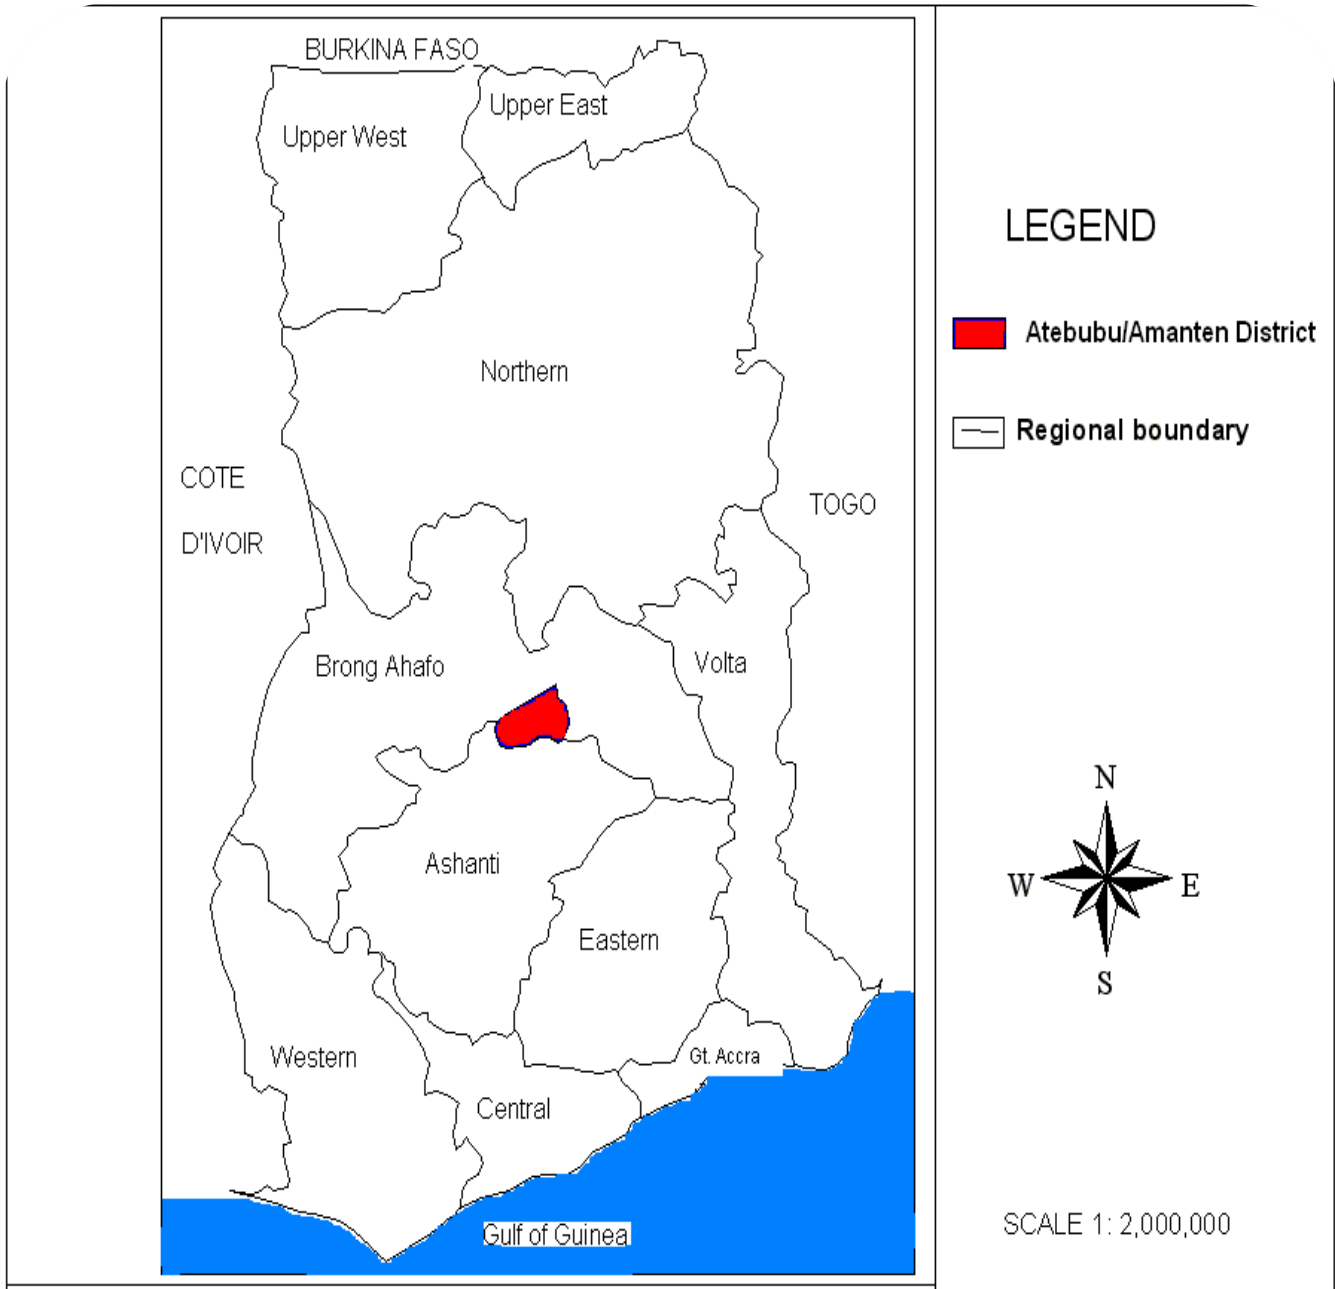 BURKINA FASO
Upper East
Upper West
LEGEND
Atebubu/Amanten District
Northern
Regional boundary
COTE
D'IVOIR
TOGO
Brong Ahafo
Volta
N
W
E
S
Ashanti
Eastern
Western
Gt. Accra
Central
Gulf of Guinea
SCALE 1: 2,000,000